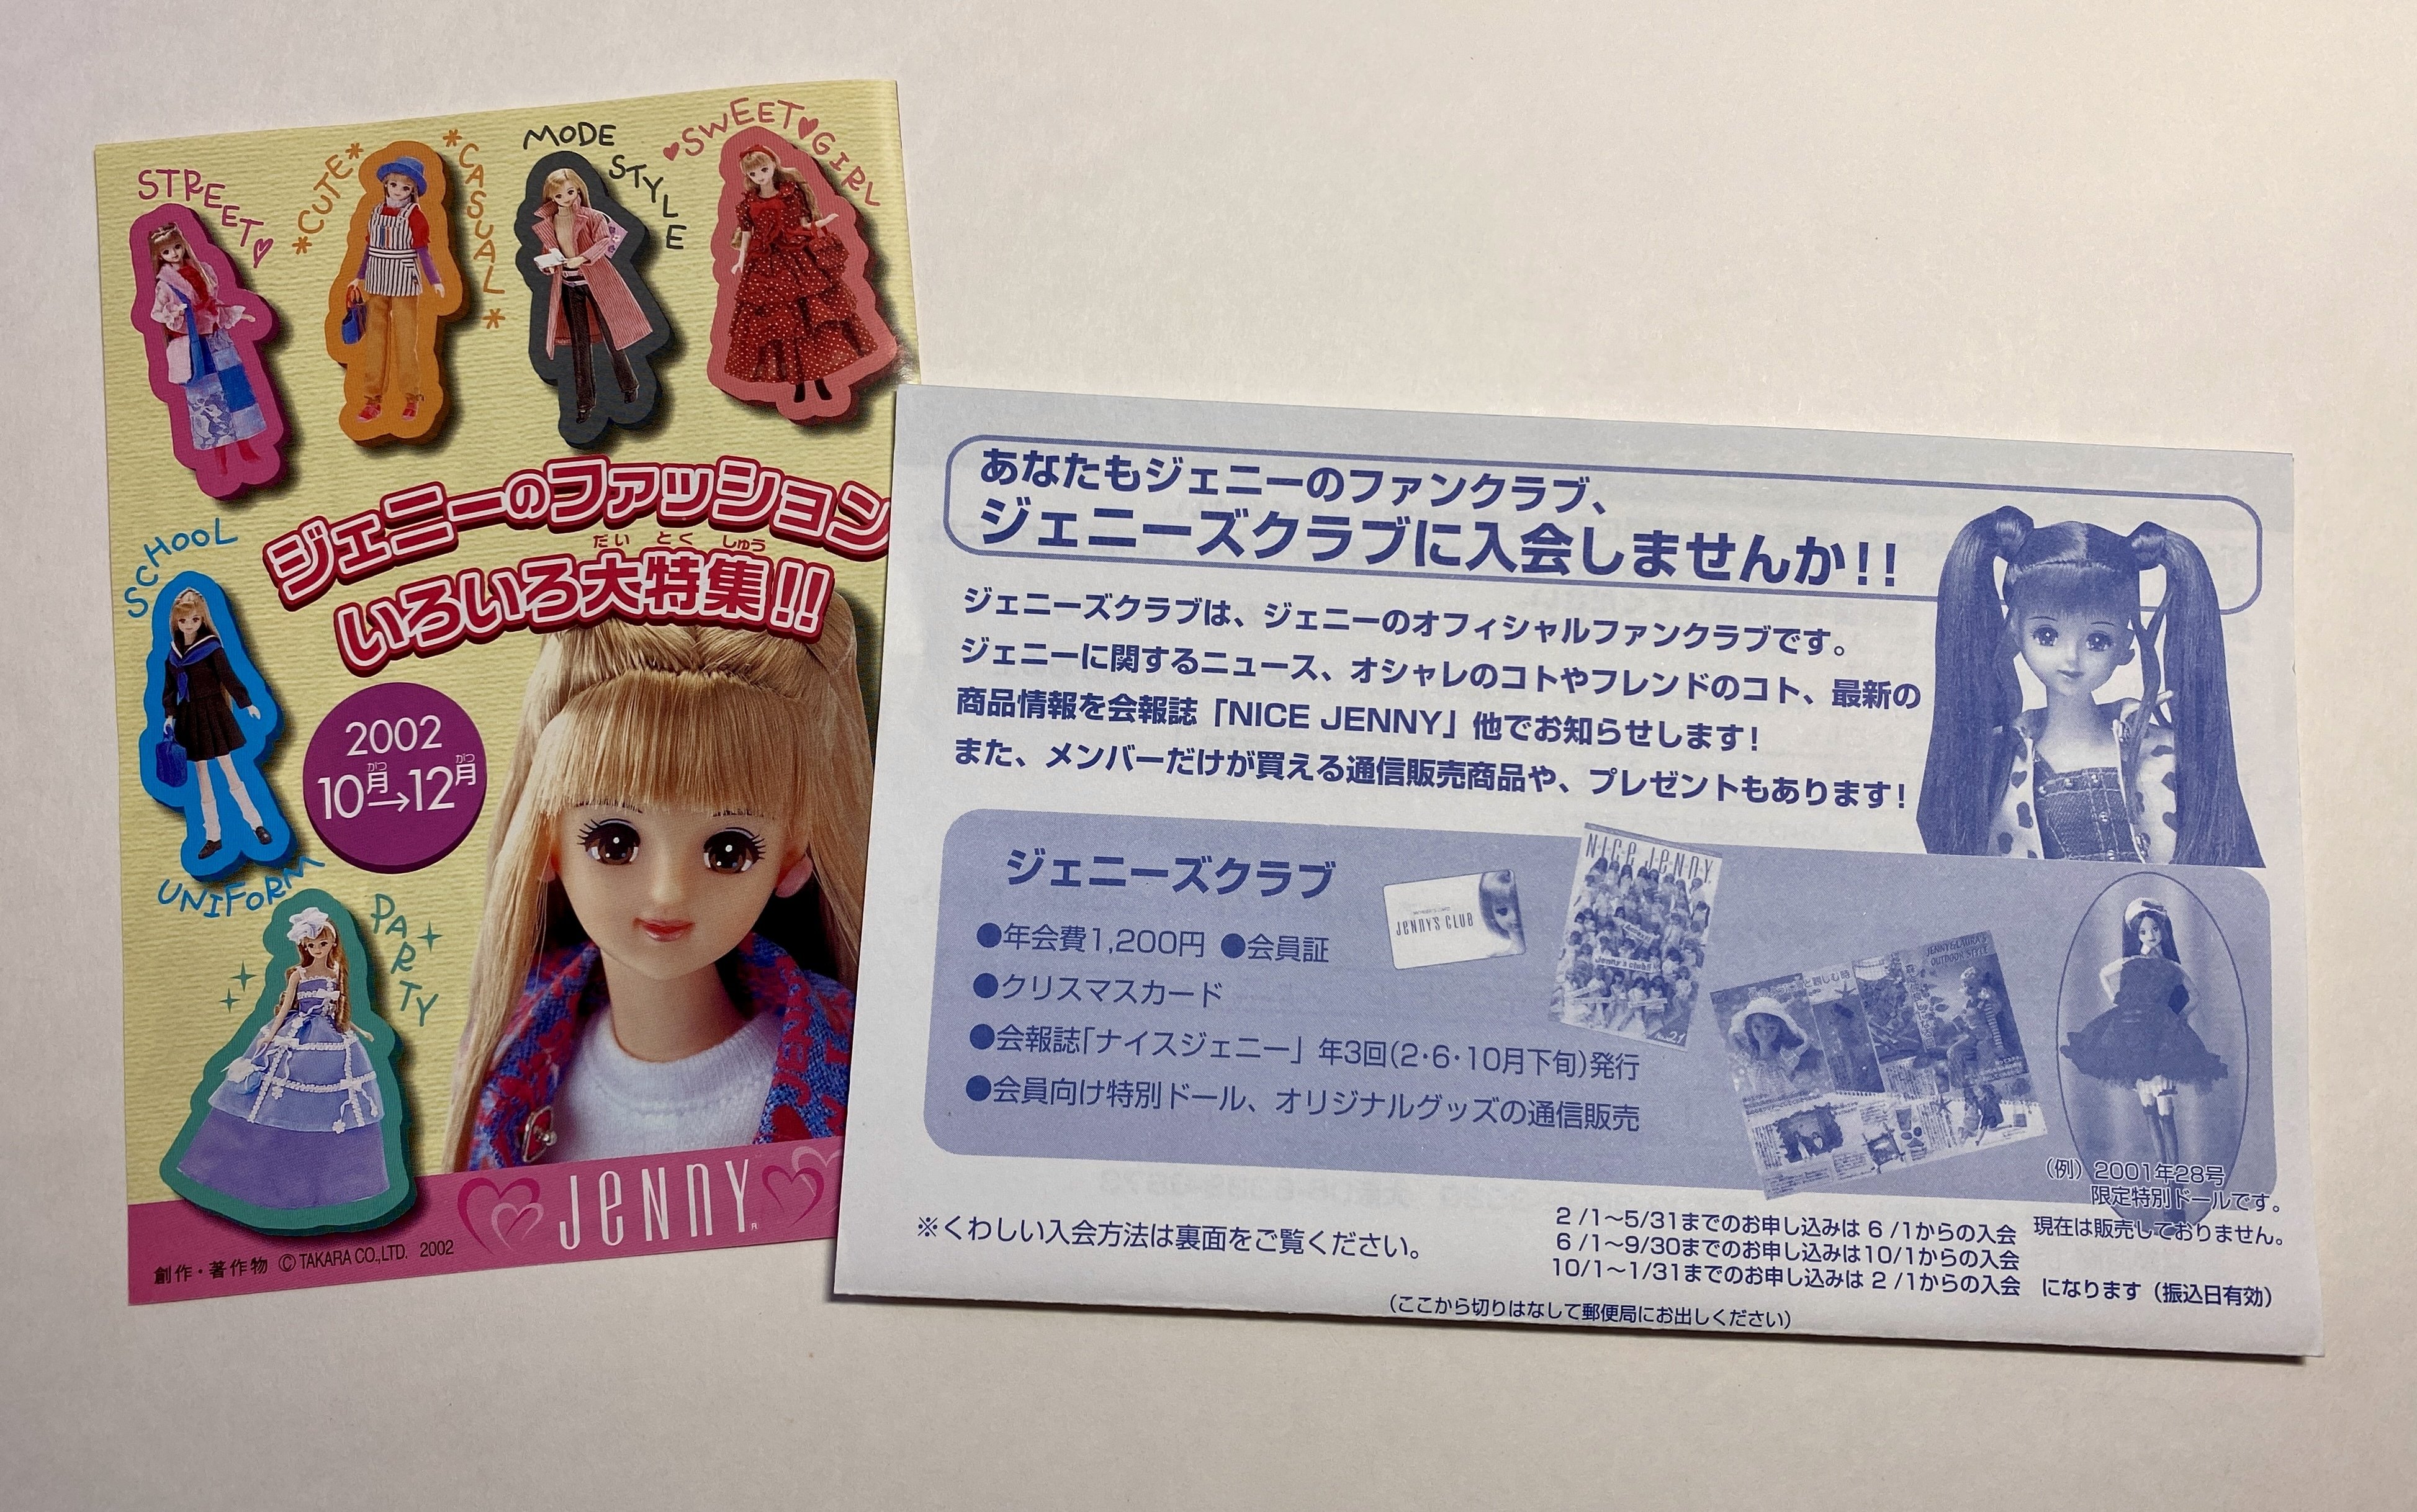 STREET
*CUTE*
*CASUAL*
MODE
STYLE
SWEET♥GIRL
ジェニーのファッション
だいとくしゅう
いろいろ大特集!!
SCHOOL
UNIFORM
2002
がつ がつ
10月→12月
PARTY
JeNNY
創作・著作物 ©TAKARA CO.,LTD. 2002
あなたもジェニーのファンクラブ、
ジェニーズクラブに入会しませんか!!
ジェニーズクラブは、ジェニーのオフィシャルファンクラブです。
ジェニーに関するニュース、オシャレのコトやフレンドのコト、最新の
商品情報を会報誌「NICE JENNY」他でお知らせします!
また、メンバーだけが買える通信販売商品や、プレゼントもあります!
ジェニーズクラブ
●年会費1,200円 ●会員証
●クリスマスカード
●会報誌「ナイスジェニー」年3回(2・6・10月下旬)発行
●会員向け特別ドール、オリジナルグッズの通信販売
JeNNY'S CLUB
NICe JeNNY
Jenny's club
No.21
JENNY&LAURA'S
OUTDOOR STYLE
(例) 2001年28号
限定特別ドールです。
現在は販売しておりません。
※くわしい入会方法は裏面をご覧ください。
2/1〜5/31までのお申し込みは 6/1からの入会
6/1〜9/30までのお申し込みは10/1からの入会
10/1〜1/31までのお申し込みは 2/1からの入会 になります(振込日有効)
(ここから切りはなして郵便局にお出しください)